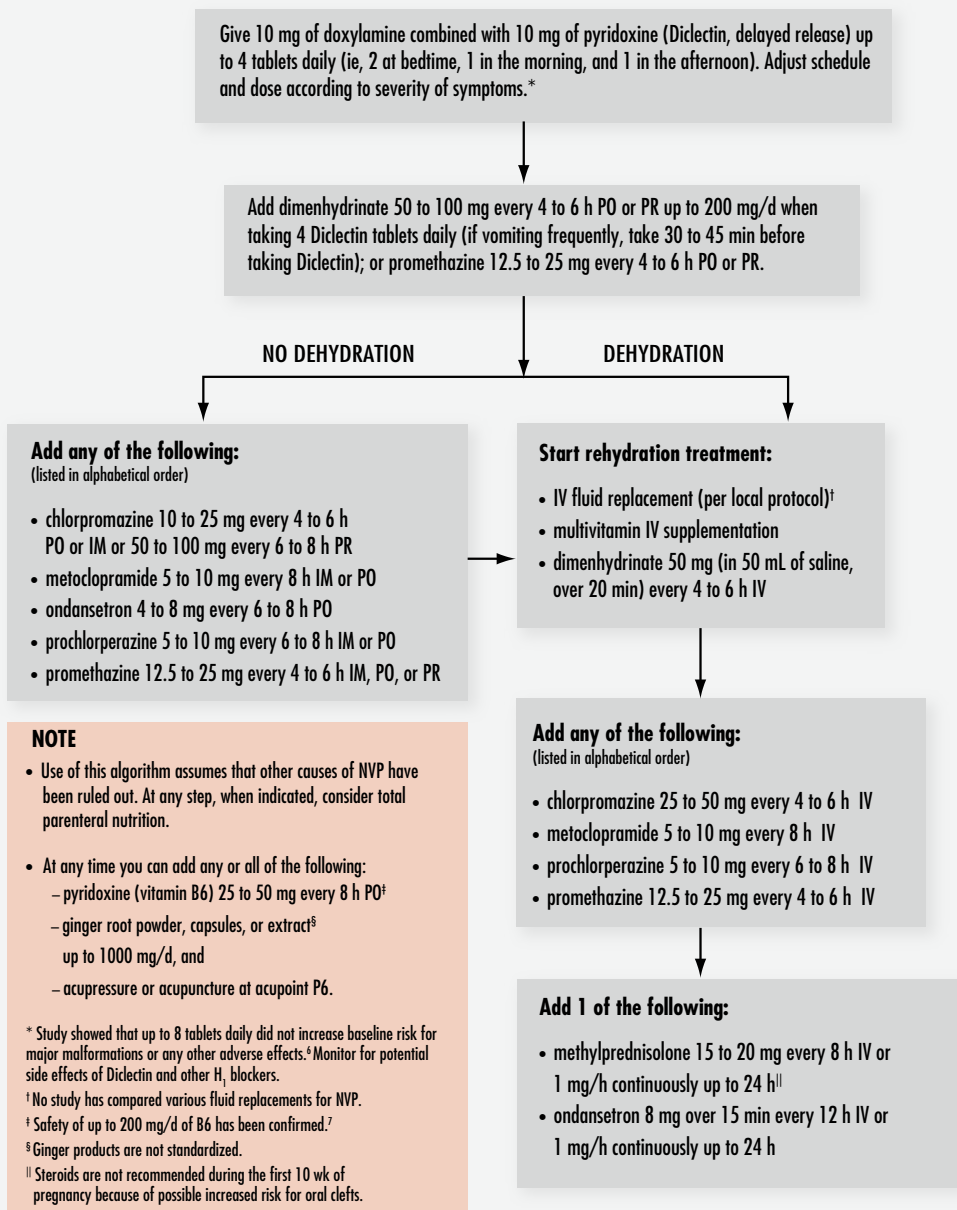 Give 10 mg of doxylamine combined with 10 mg of pyridoxine (Diclectin, delayed release) up
to 4 tablets daily (ie, 2 at bedtime, 1 in the morning, and 1 in the afternoon). Adjust schedule
and dose according to severity of symptoms.*
Add dimenhydrinate 50 to 100 mg every 4 to 6 h PO or PR up to 200 mg/d when
taking 4 Diclectin tablets daily (if vomiting frequently, take 30 to 45 min before
taking Diclectin); or promethazine 12.5 to 25 mg every 4 to 6 h PO or PR.
NO DEHYDRATION
DEHYDRATION
Add any of the following:
(listed in alphabetical order)
• chlorpromazine 10 to 25 mg every 4 to 6 h
PO or IM or 50 to 100 mg every 6 to 8 h PR
• metoclopramide 5 to 10 mg every 8 h IM or PO
• ondansetron 4 to 8 mg every 6 to 8 h PO
• prochlorperazine 5 to 10 mg every 6 to 8 h IM or PO
• promethazine 12.5 to 25 mg every 4 to 6 h IM, PO, or PR
Start rehydration treatment:
• IV fluid replacement (per local protocol)†
• multivitamin IV supplementation
• dimenhydrinate 50 mg (in 50 mL of saline,
over 20 min) every 4 to 6 h IV
Add any of the following:
(listed in alphabetical order)
• chlorpromazine 25 to 50 mg every 4 to 6 h IV
• metoclopramide 5 to 10 mg every 8 h IV
• prochlorperazine 5 to 10 mg every 6 to 8 h IV
• promethazine 12.5 to 25 mg every 4 to 6 h IV
Add 1 of the following:
• methylprednisolone 15 to 20 mg every 8 h IV or
1 mg/h continuously up to 24 h||
• ondansetron 8 mg over 15 min every 12 h IV or
1 mg/h continuously up to 24 h
NOTE
• Use of this algorithm assumes that other causes of NVP have
been ruled out. At any step, when indicated, consider total
parenteral nutrition.
• At any time you can add any or all of the following:
– pyridoxine (vitamin B6) 25 to 50 mg every 8 h PO‡
– ginger root powder, capsules, or extract§
up to 1000 mg/d, and
– acupressure or acupuncture at acupoint P6.
* Study showed that up to 8 tablets daily did not increase baseline risk for
major malformations or any other adverse effects.⁶ Monitor for potential
side effects of Diclectin and other H₁ blockers.
† No study has compared various fluid replacements for NVP.
‡ Safety of up to 200 mg/d of B6 has been confirmed.⁷
§ Ginger products are not standardized.
|| Steroids are not recommended during the first 10 wk of
pregnancy because of possible increased risk for oral clefts.